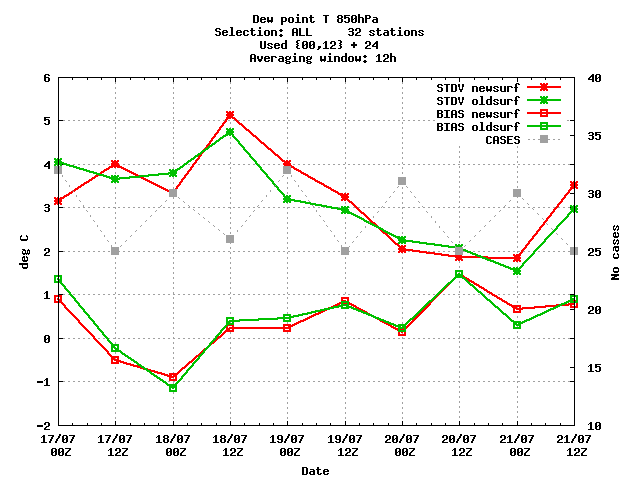 Dew point T 850hPa
Selection: ALL     32 stations
Used {00,12} + 24
Averaging window: 12h
STDV newsurf
STDV oldsurf
BIAS newsurf
BIAS oldsurf
CASES
6
5
4
3
2
1
0
-1
-2
deg C
40
35
30
25
20
15
10
No cases
17/07 17/07 18/07 18/07 19/07 19/07 20/07 20/07 21/07 21/07
00Z 12Z 00Z 12Z 00Z 12Z 00Z 12Z 00Z 12Z
Date